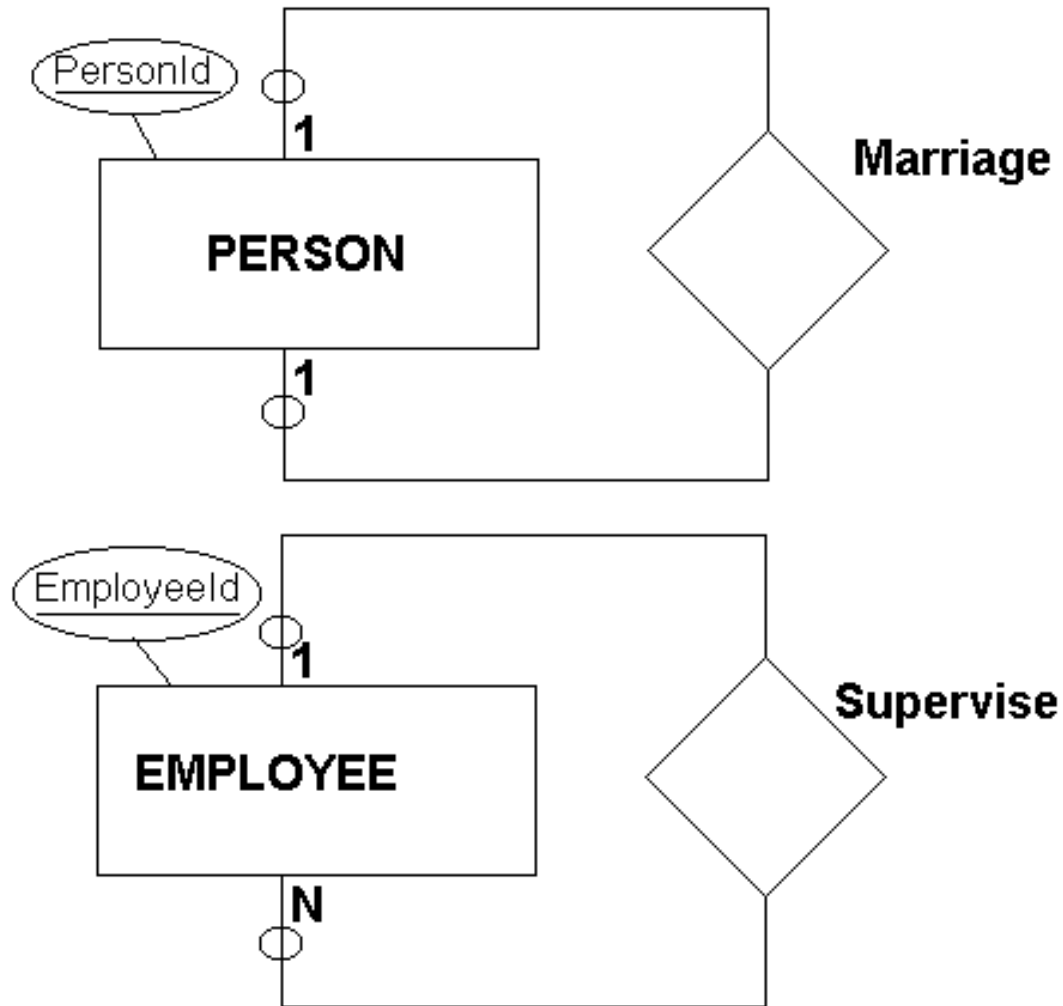 PersonId
1
Marriage
PERSON
1
EmployeeId
1
Supervise
EMPLOYEE
N